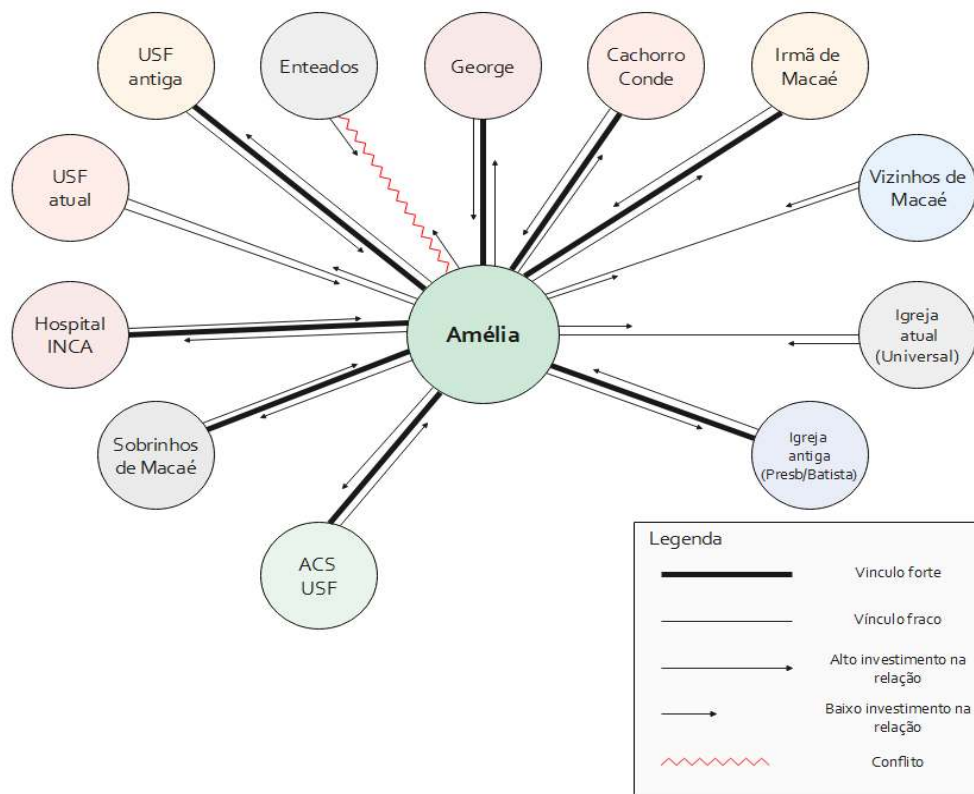 USF
antiga
Enteados
George
Cachorro
Conde
Irmã de
Macaé
USF
atual
Vizinhos de
Macaé
Hospital
INCA
Amélia
Igreja
atual
(Universal)
Sobrinhos
de Macaé
Igreja
antiga
(Presb/Batista)
ACS
USF
Legenda
Vinculo forte
Vínculo fraco
Alto investimento na
relação
Baixo investimento na
relação
Conflito